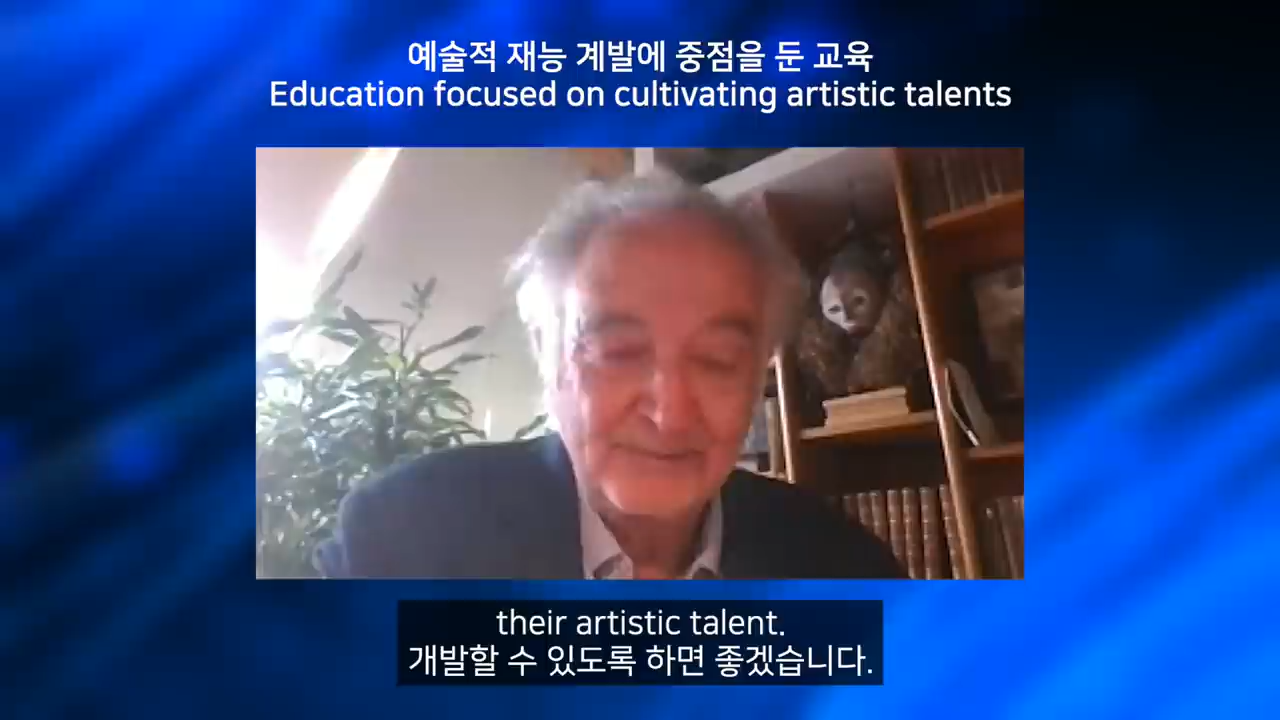 예술적 재능 계발에 중점을 둔 교육
Education focused on cultivating artistic talents
their artistic talent.
개발할 수 있도록 하면 좋겠습니다.